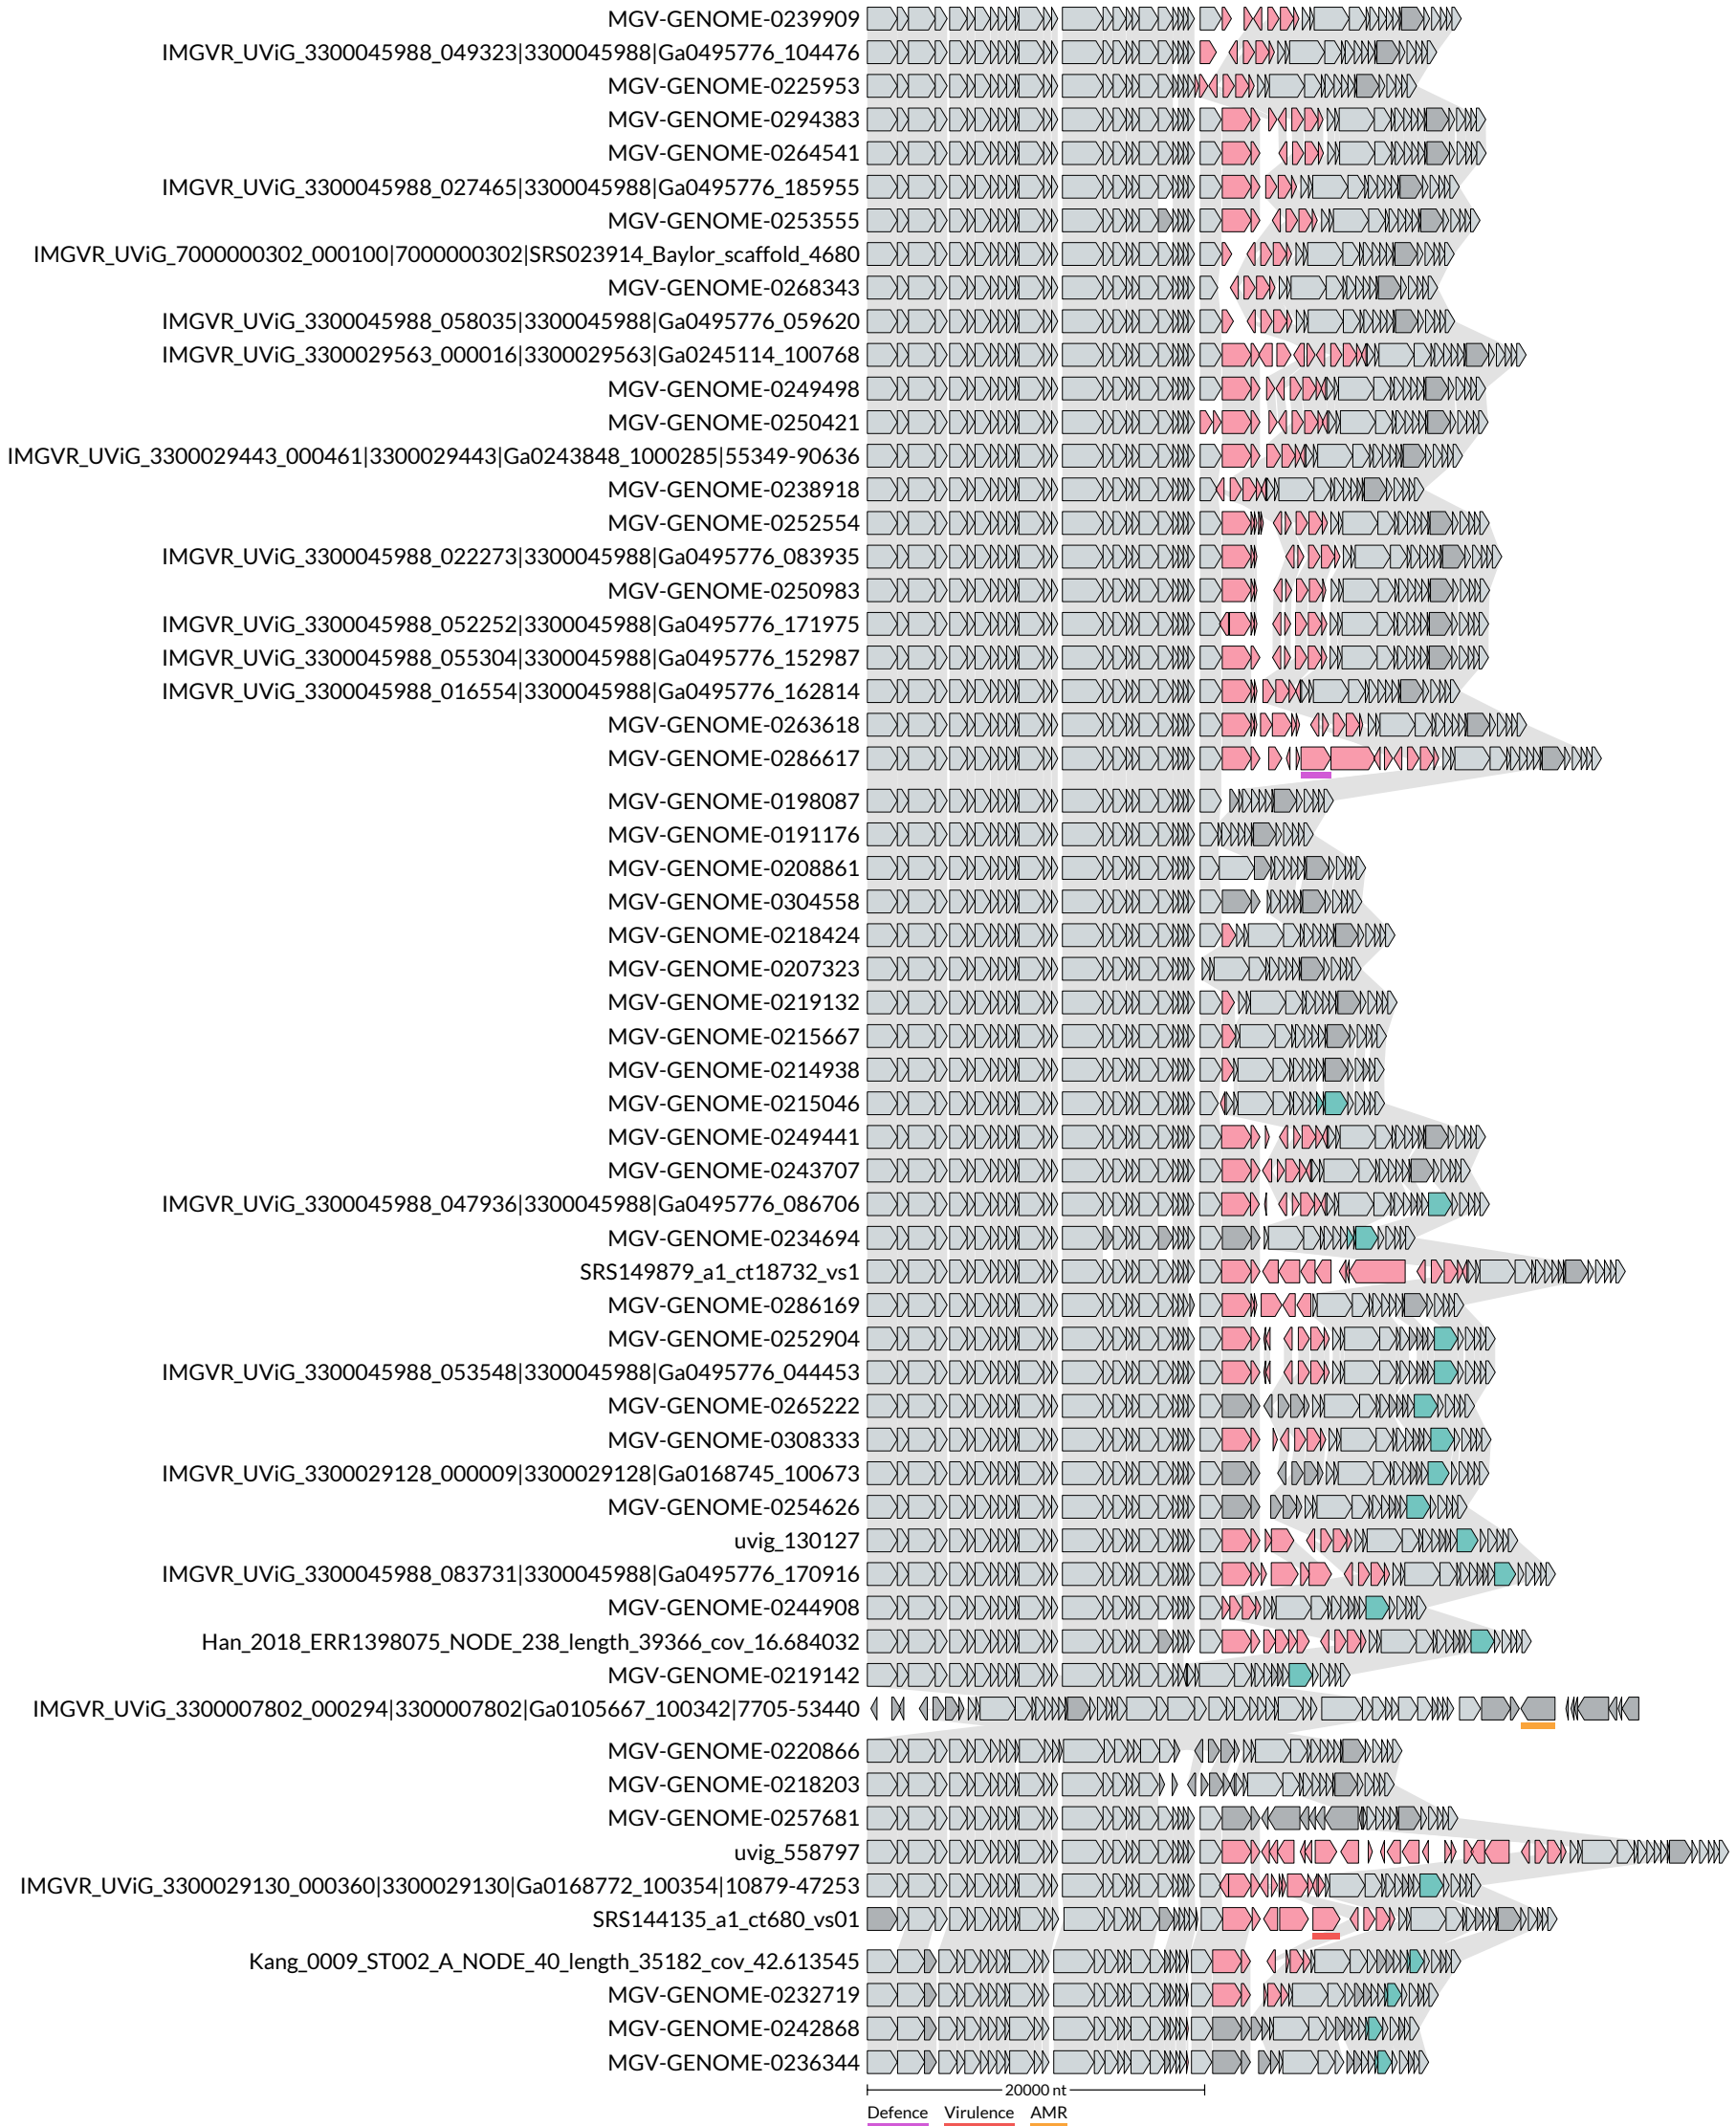 MGV-GENOME-0239909
IMGVR_UViG_3300045988_049323|3300045988|Ga0495776_104476
MGV-GENOME-0225953
MGV-GENOME-0294383
MGV-GENOME-0264541
IMGVR_UViG_3300045988_027465|3300045988|Ga0495776_185955
MGV-GENOME-0253555
IMGVR_UViG_7000000302_000100|7000000302|SRS023914_Baylor_scaffold_4680
MGV-GENOME-0268343
IMGVR_UViG_3300045988_058035|3300045988|Ga0495776_059620
IMGVR_UViG_3300029563_000016|3300029563|Ga0245114_100768
MGV-GENOME-0249498
MGV-GENOME-0250421
IMGVR_UViG_3300029443_000461|3300029443|Ga0243848_1000285|55349-90636
MGV-GENOME-0238918
MGV-GENOME-0252554
IMGVR_UViG_3300045988_022273|3300045988|Ga0495776_083935
MGV-GENOME-0250983
IMGVR_UViG_3300045988_052252|3300045988|Ga0495776_171975
IMGVR_UViG_3300045988_055304|3300045988|Ga0495776_152987
IMGVR_UViG_3300045988_016554|3300045988|Ga0495776_162814
MGV-GENOME-0263618
MGV-GENOME-0286617
MGV-GENOME-0198087
MGV-GENOME-0191176
MGV-GENOME-0208861
MGV-GENOME-0304558
MGV-GENOME-0218424
MGV-GENOME-0207323
MGV-GENOME-0219132
MGV-GENOME-0215667
MGV-GENOME-0214938
MGV-GENOME-0215046
MGV-GENOME-0249441
MGV-GENOME-0243707
IMGVR_UViG_3300045988_047936|3300045988|Ga0495776_086706
MGV-GENOME-0234694
SRS149879_a1_ct18732_vs1
MGV-GENOME-0286169
MGV-GENOME-0252904
IMGVR_UViG_3300045988_053548|3300045988|Ga0495776_044453
MGV-GENOME-0265222
MGV-GENOME-0308333
IMGVR_UViG_3300029128_000009|3300029128|Ga0168745_100673
MGV-GENOME-0254626
uvig_130127
IMGVR_UViG_3300045988_083731|3300045988|Ga0495776_170916
MGV-GENOME-0244908
Han_2018_ERR1398075_NODE_238_length_39366_cov_16.684032
MGV-GENOME-0219142
IMGVR_UViG_3300007802_000294|3300007802|Ga0105667_100342|7705-53440
MGV-GENOME-0220866
MGV-GENOME-0218203
MGV-GENOME-0257681
uvig_558797
IMGVR_UViG_3300029130_000360|3300029130|Ga0168772_100354|10879-47253
SRS144135_a1_ct680_vs01
Kang_0009_ST002_A_NODE_40_length_35182_cov_42.613545
MGV-GENOME-0232719
MGV-GENOME-0242868
MGV-GENOME-0236344
20000 nt
Defence Virulence AMR